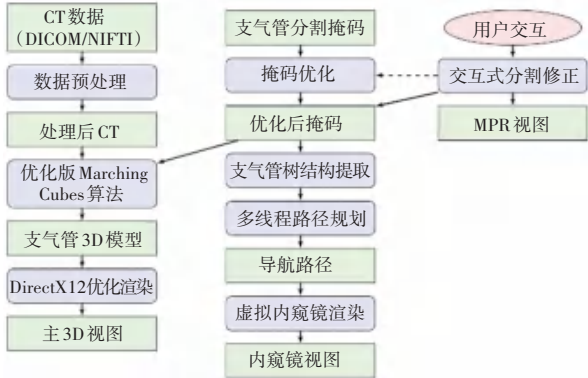 CT数据
（DICOM/NIFTI）
数据预处理
处理后CT
优化版Marching
Cubes算法
支气管3D模型
DirectX12优化渲染
主3D视图
支气管分割掩码
掩码优化
优化后掩码
支气管树结构提取
多线程路径规划
导航路径
虚拟内窥镜渲染
内窥镜视图
用户交互
交互式分割修正
MPR视图